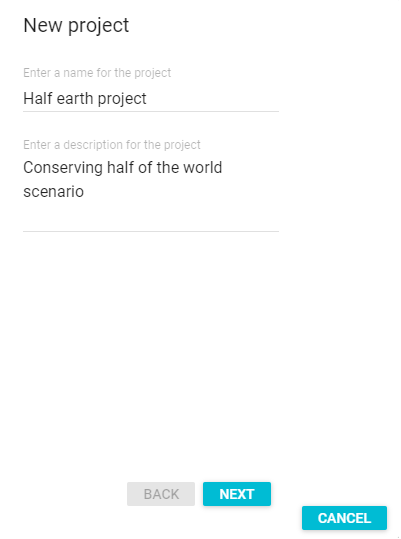 New project
Enter a name for the project
Half earth project
Enter a description for the project
Conserving half of the world
scenario
BACK NEXT
CANCEL